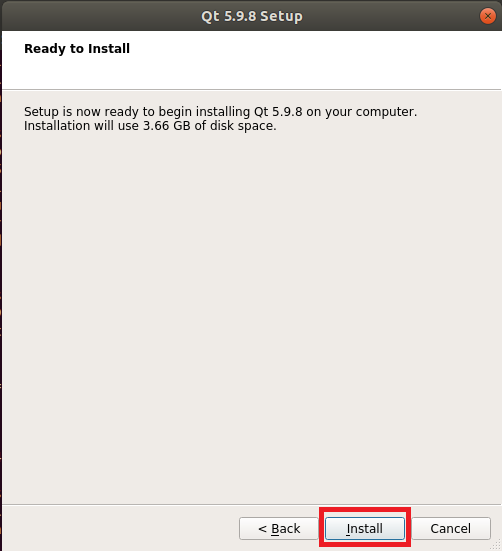 Qt 5.9.8 Setup
Ready to Install
Setup is now ready to begin installing Qt 5.9.8 on your computer.
Installation will use 3.66 GB of disk space.
< Back Install Cancel